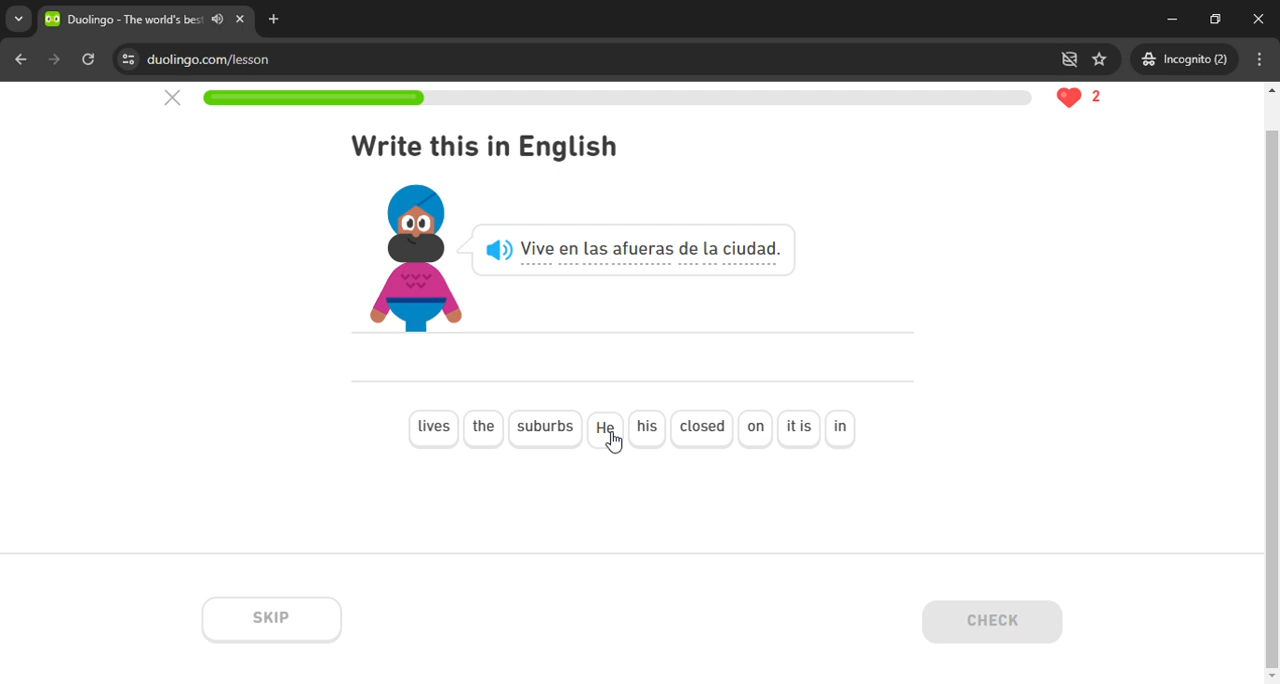 Duolingo - The world's bes
duolingo.com/lesson
Incognito (2)
2
Write this in English
Vive en las afueras de la ciudad.
lives the suburbs He his closed on it is in
SKIP
CHECK